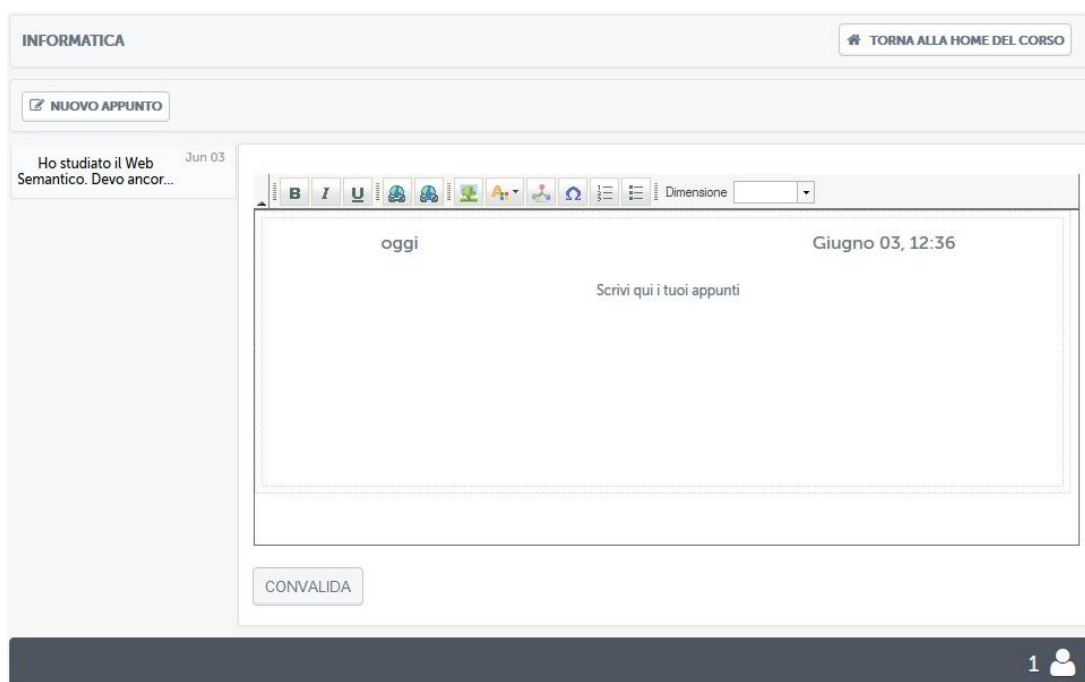 INFORMATICA
TORNA ALLA HOME DEL CORSO
NUOVO APPUNTO
Ho studiato il Web
Semantico. Devo ancor...
Jun 03
B I U A Ω Dimensione
oggi
Giugno 03, 12:36
Scrivi qui i tuoi appunti
CONVALIDA
1